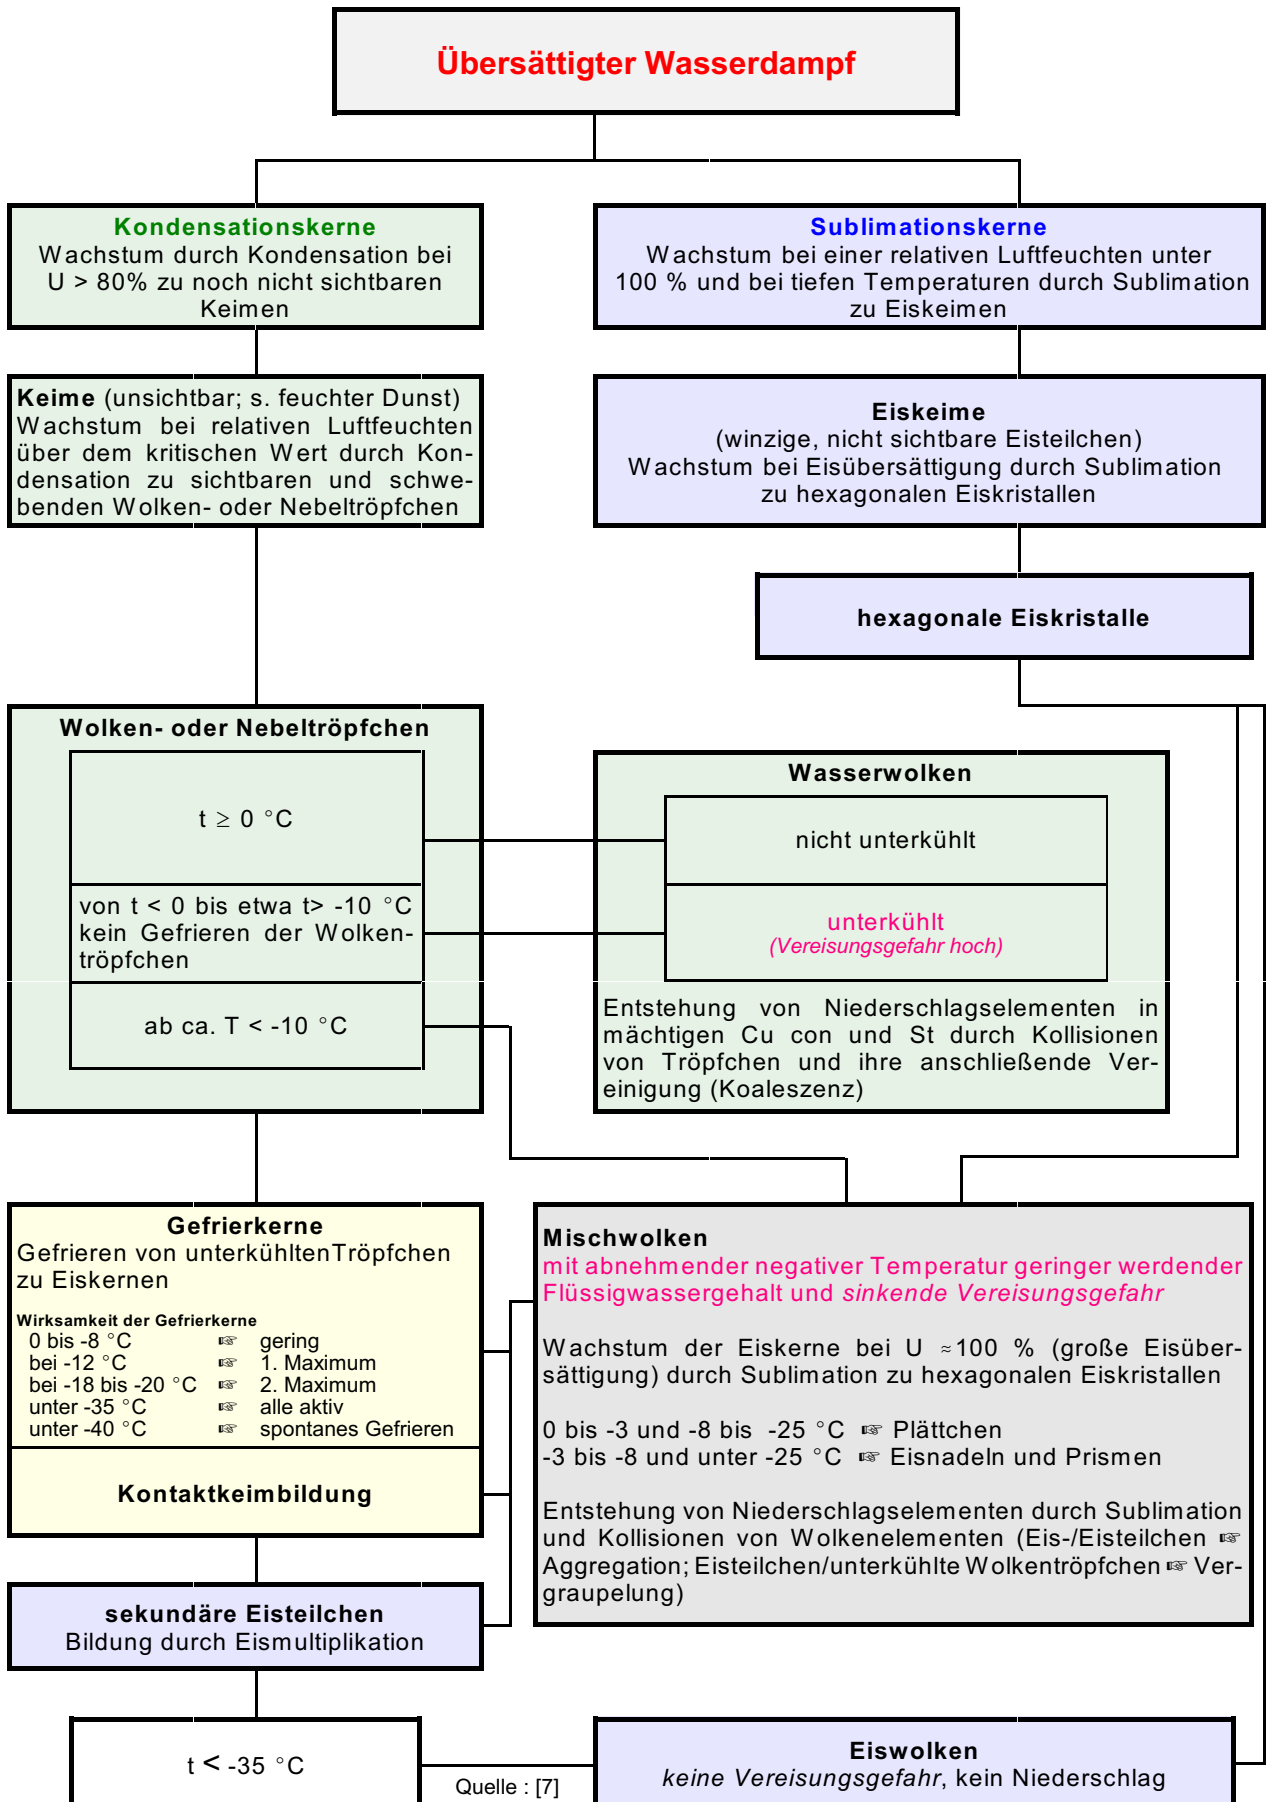 Übersättigter Wasserdampf
Kondensationskerne
Wachstum durch Kondensation bei
U > 80% zu noch nicht sichtbaren
Keimen
Sublimationskerne
Wachstum bei einer relativen Luftfeuchten unter
100 % und bei tiefen Temperaturen durch Sublimation
zu Eiskeimen
Keime (unsichtbar; s. feuchter Dunst)
Wachstum bei relativen Luftfeuchten
über dem kritischen Wert durch Kon-
densation zu sichtbaren und schwe-
benden Wolken- oder Nebeltröpfchen
Eiskeime
(winzige, nicht sichtbare Eisteilchen)
Wachstum bei Eisübersättigung durch Sublimation
zu hexagonalen Eiskristallen
hexagonale Eiskristalle
Wolken- oder Nebeltröpfchen
t ≥ 0 °C
von t < 0 bis etwa t> -10 °C
kein Gefrieren der Wolken-
tröpfchen
ab ca. T < -10 °C
Wasserwolken
nicht unterkühlt
unterkühlt
(Vereisungsgefahr hoch)
Entstehung von Niederschlagselementen in
mächtigen Cu con und St durch Kollisionen
von Tröpfchen und ihre anschließende Ver-
einigung (Koaleszenz)
Gefrierkerne
Gefrieren von unterkühltenTröpfchen
zu Eiskernen
Wirksamkeit der Gefrierkerne
0 bis -8 °C ☞ gering
bei -12 °C ☞ 1. Maximum
bei -18 bis -20 °C ☞ 2. Maximum
unter -35 °C ☞ alle aktiv
unter -40 °C ☞ spontanes Gefrieren
Kontaktkeimbildung
Mischwolken
mit abnehmender negativer Temperatur geringer werdender
Flüssigwassergehalt und sinkende Vereisungsgefahr
Wachstum der Eiskerne bei U ≈100 % (große Eisüber-
sättigung) durch Sublimation zu hexagonalen Eiskristallen
0 bis -3 und -8 bis -25 °C ☞ Plättchen
-3 bis -8 und unter -25 °C ☞ Eisnadeln und Prismen
Entstehung von Niederschlagselementen durch Sublimation
und Kollisionen von Wolkenelementen (Eis-/Eisteilchen ☞
Aggregation; Eisteilchen/unterkühlte Wolkentröpfchen ☞ Ver-
graupelung)
sekundäre Eisteilchen
Bildung durch Eismultiplikation
t < -35 °C
Quelle : [7]
Eiswolken
keine Vereisungsgefahr, kein Niederschlag